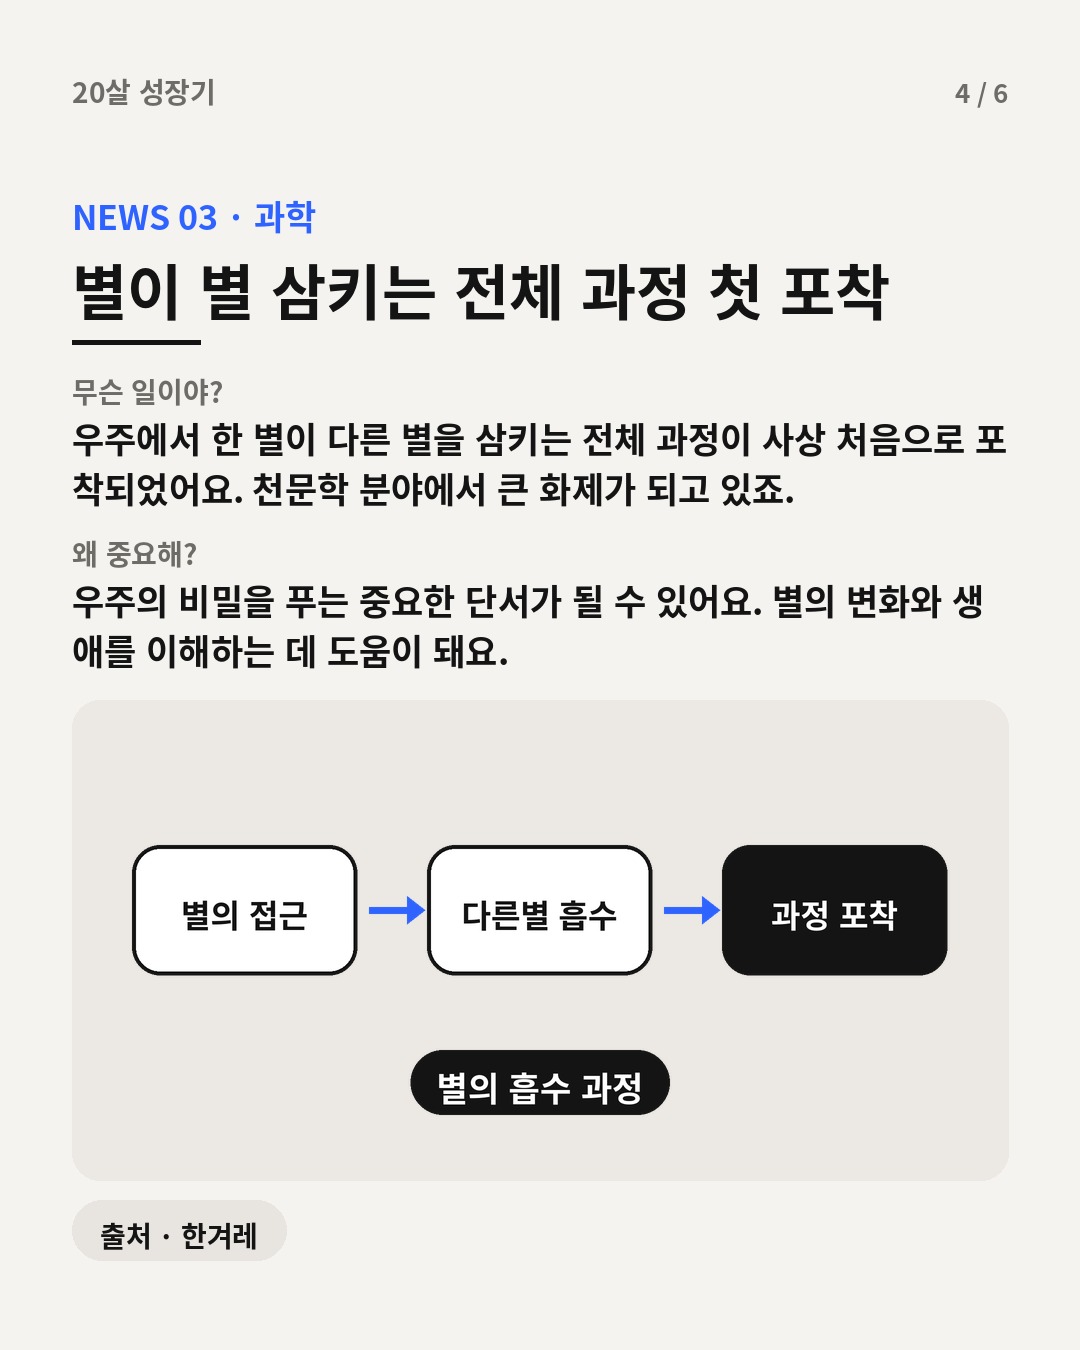 20살 성장기
4 / 6
NEWS 03 · 과학
별이 별 삼키는 전체 과정 첫 포착
무슨 일이야?
우주에서 한 별이 다른 별을 삼키는 전체 과정이 사상 처음으로 포
착되었어요. 천문학 분야에서 큰 화제가 되고 있죠.
왜 중요해?
우주의 비밀을 푸는 중요한 단서가 될 수 있어요. 별의 변화와 생
애를 이해하는 데 도움이 돼요.
별의 접근
다른별 흡수
과정 포착
별의 흡수 과정
출처 · 한겨레